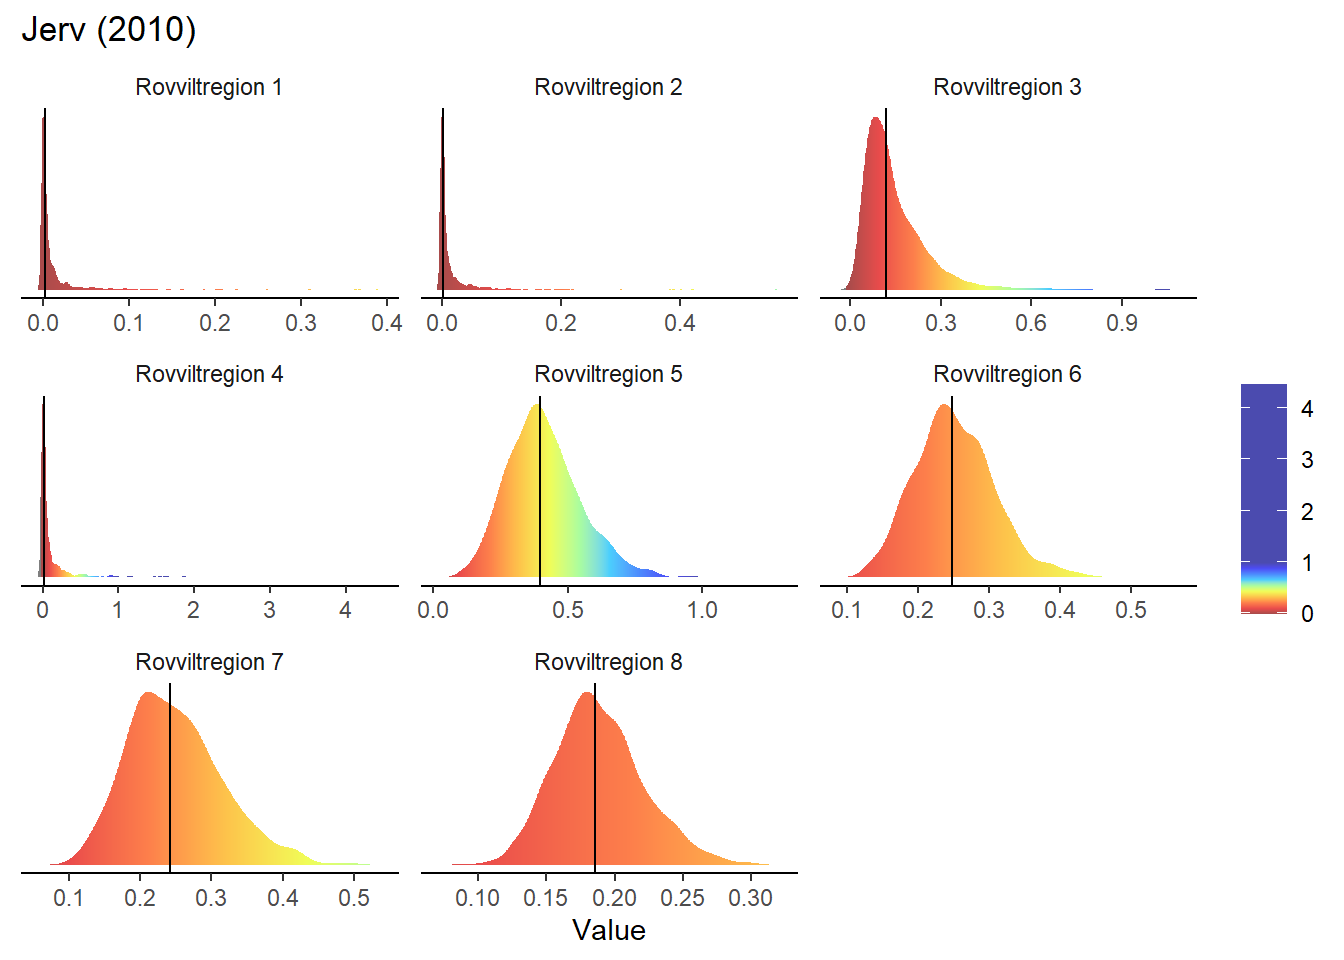 Jerv (2010)
Rovviltregion 1 Rovviltregion 2 Rovviltregion 3
0.0 0.1 0.2 0.3 0.4 0.0 0.2 0.4 0.0 0.3 0.6 0.9
Rovviltregion 4 Rovviltregion 5 Rovviltregion 6
0 1 2 3 4 0.0 0.5 1.0 0.1 0.2 0.3 0.4 0.5
4
3
2
1
0
Rovviltregion 7 Rovviltregion 8
0.1 0.2 0.3 0.4 0.5 0.10 0.15 0.20 0.25 0.30
Value